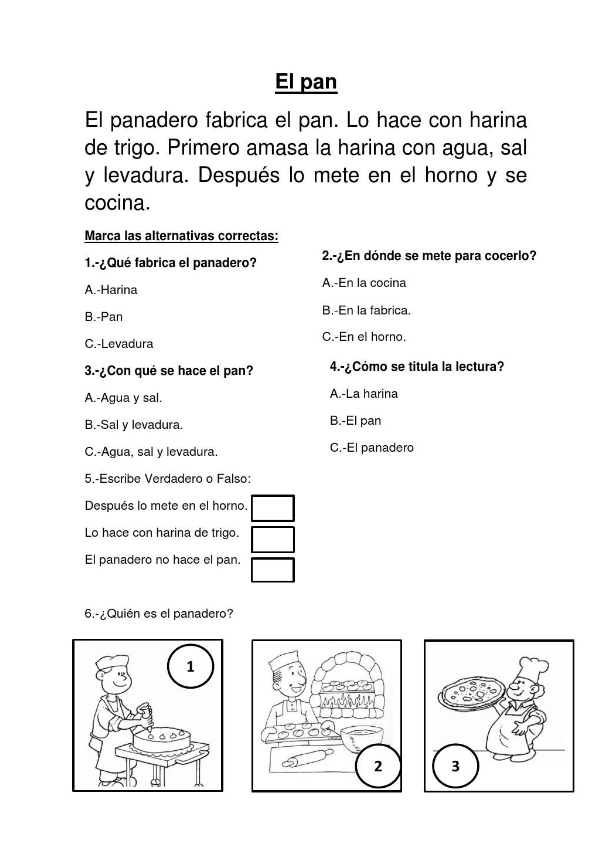 El pan
El panadero fabrica el pan. Lo hace con harina
de trigo. Primero amasa la harina con agua, sal
y levadura. Después lo mete en el horno y se
cocina.
Marca las alternativas correctas:
1.-¿Qué fabrica el panadero?
A.-Harina
B.-Pan
C.-Levadura
2.-¿En dónde se mete para cocerlo?
A.-En la cocina
B.-En la fabrica.
C.-En el horno.
3.-¿Con qué se hace el pan?
A.-Agua y sal.
B.-Sal y levadura.
C.-Agua, sal y levadura.
4.-¿Cómo se titula la lectura?
A.-La harina
B.-El pan
C.-El panadero
5.-Escribe Verdadero o Falso:
Después lo mete en el horno.
Lo hace con harina de trigo.
El panadero no hace el pan.
6.-¿Quién es el panadero?
1
2
3